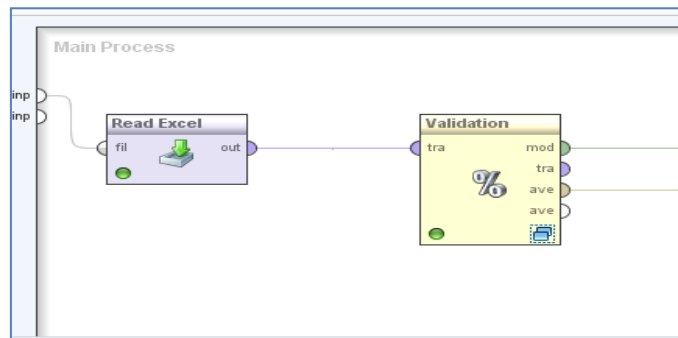 Main Process
inp
inp
Read Excel
fil
out
Validation
tra
mod
tra
ave
ave
%